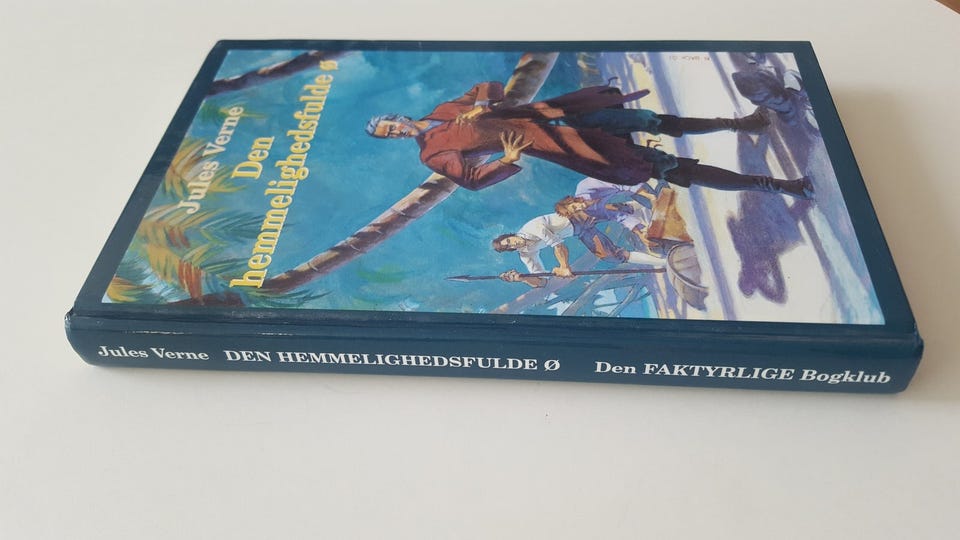 Jules Verne
Den
hemmelighedsfulde ø
Jules Verne DEN HEMMELIGHEDSFULDE Ø Den FAKTYRLIGE Bogklub